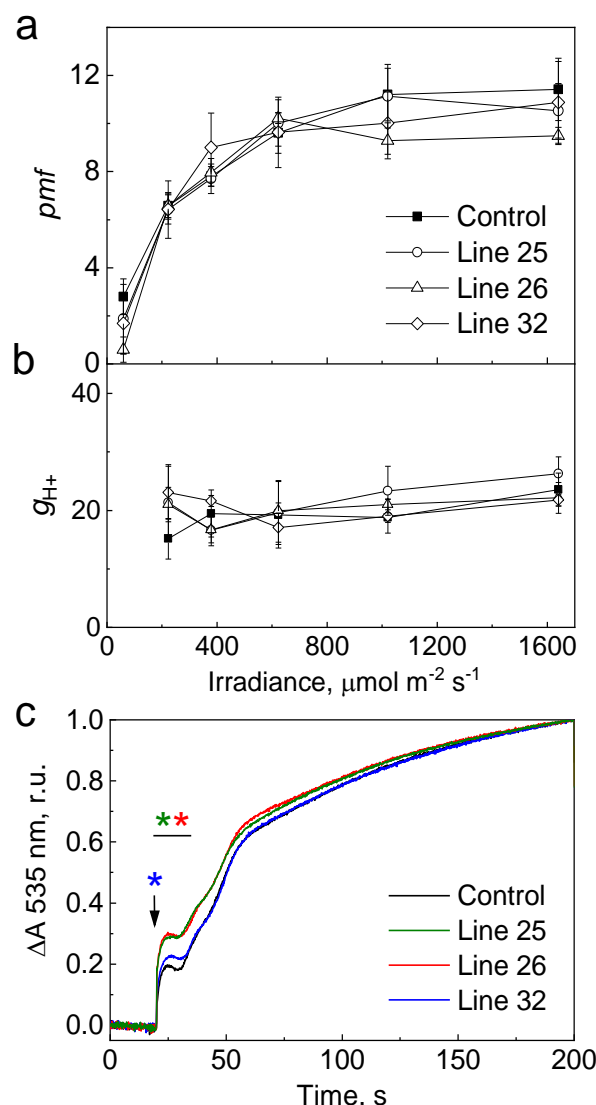 a
12
8
4
0
pmf
Control
Line 25
Line 26
Line 32
b
40
20
0
gH+
0 400 800 1200 1600
Irradiance, μmol m-2 s-1
c
1.0
0.8
0.6
0.4
0.2
0.0
ΔA 535 nm, r.u.
* *
*
Control
Line 25
Line 26
Line 32
0 50 100 150 200
Time, s